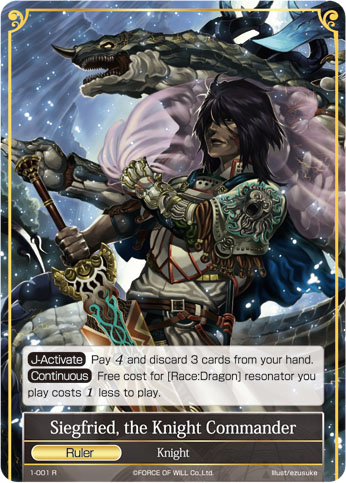 J-Activate Pay 4 and discard 3 cards from your hand.
Continuous Free cost for [Race:Dragon] resonator you
play costs 1 less to play.
Siegfried, the Knight Commander
Ruler Knight
1-001 R ©FORCE OF WILL Co.,Ltd. Illust/ezusuke